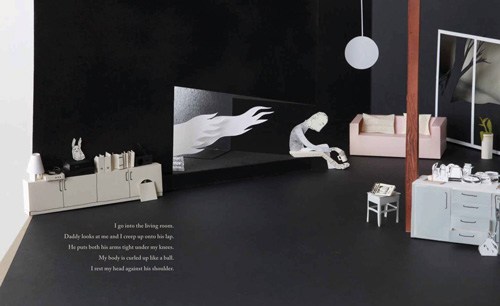 I go into the living room.
Daddy looks at me and I creep up onto his lap.
He puts both his arms tight under my knees.
My body is curled up like a ball.
I rest my head against his shoulder.